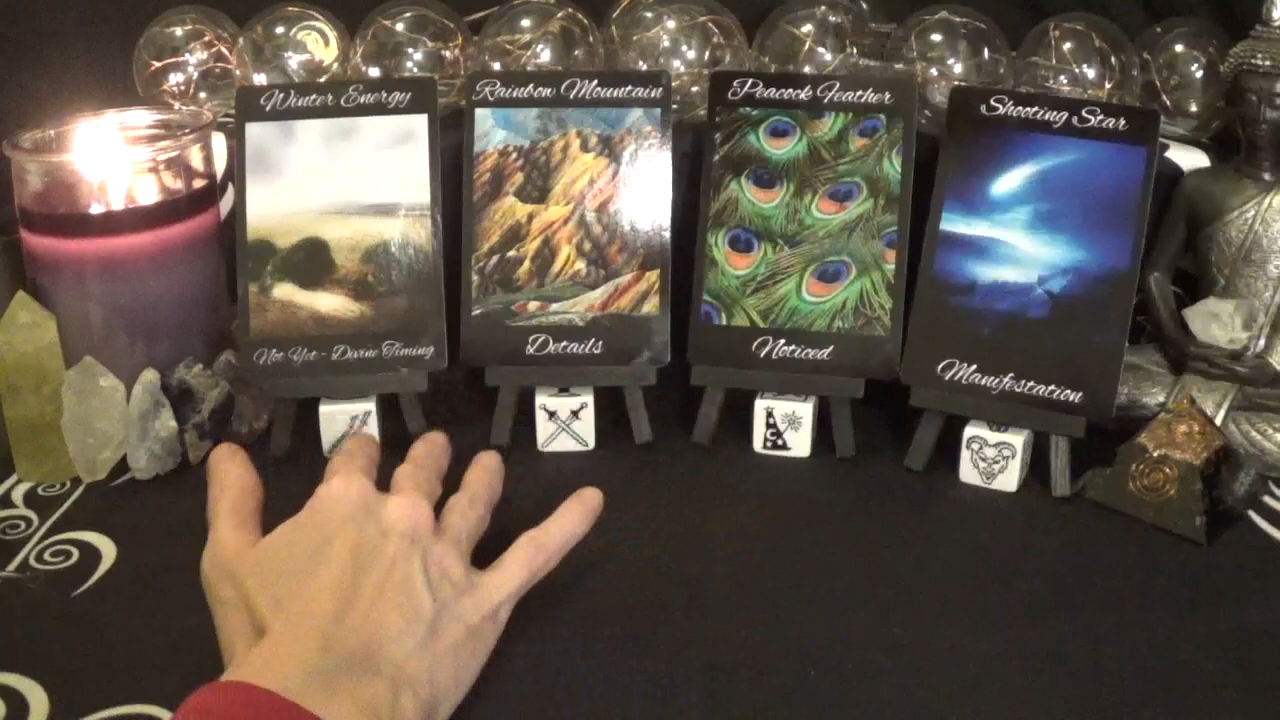 Winter Energy
Not Yet - Divine Timing
Rainbow Mountain
Details
Peacock Feather
Noticed
Shooting Star
Manifestation